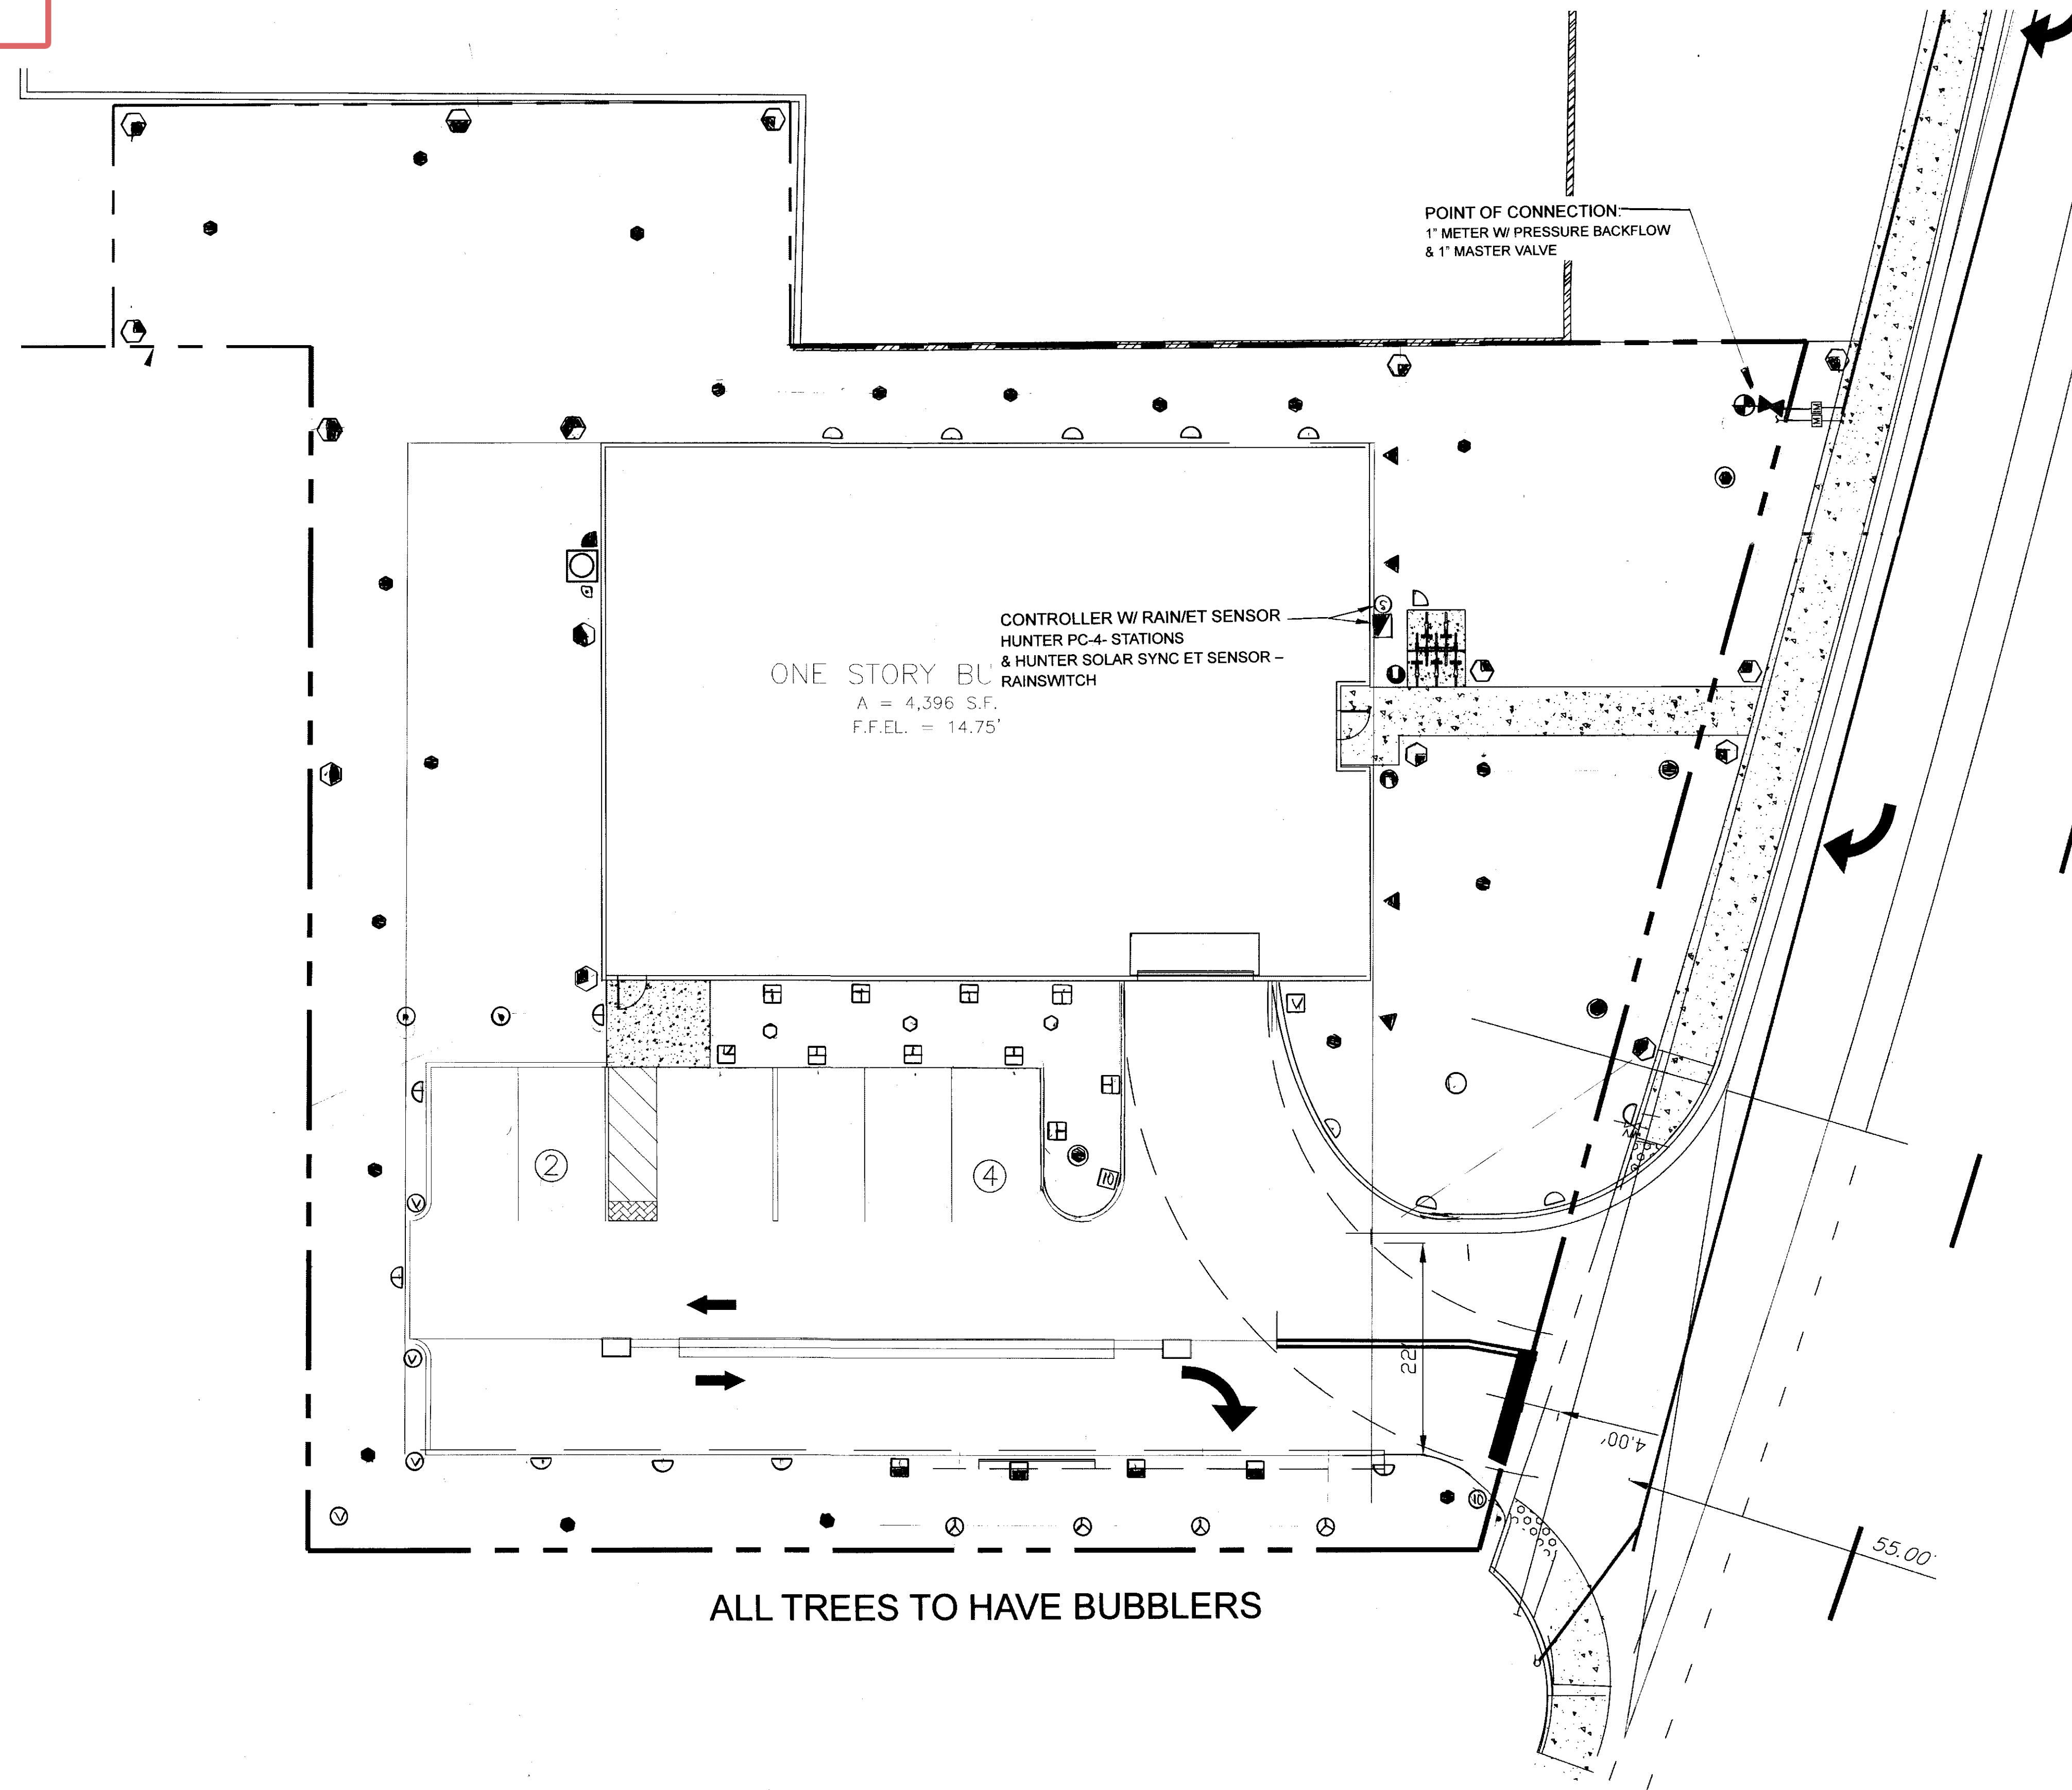 POINT OF CONNECTION:
1" METER W/ PRESSURE BACKFLOW
& 1" MASTER VALVE
M
M
CONTROLLER W/ RAIN/ET SENSOR
HUNTER PC-4- STATIONS
& HUNTER SOLAR SYNC ET SENSOR –
RAINSWITCH
S
ONE STORY BU
A = 4,396 S.F.
F.F.EL. = 14.75'
2
4
10
V
V
V
V
V
22'
4.00'
10
55.00'
ALL TREES TO HAVE BUBBLERS